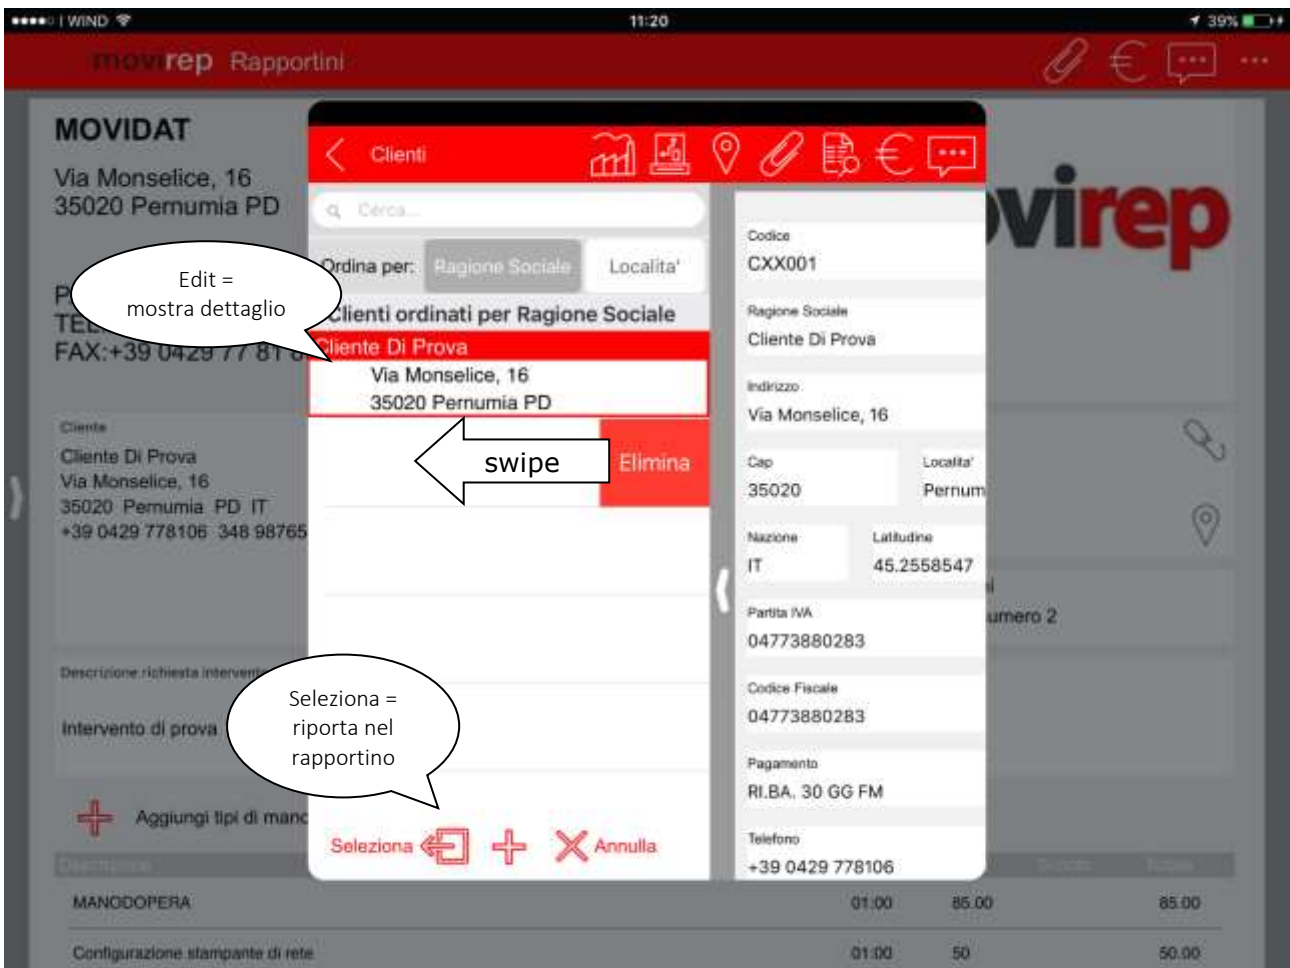 WIND
11:20
39%
movirep Rapportini
MOVIDAT
Via Monselice, 16
35020 Pernumia PD
FAX:+39 0429 77 81
Cliente
Cliente Di Prova
Via Monselice, 16
35020 Pernumia PD IT
+39 0429 778106 348 98765
Descrizione richiesta intervento
Intervento di prova
Aggiungi tipi di mano
Descrizione
MANODOPERA 01:00 85.00 85.00
Configurazione stampante di rete 01:00 50 50.00
virep
umero 2
Clienti
Cerca...
Ordina per: Ragione Sociale Localita'
Clienti ordinati per Ragione Sociale
Cliente Di Prova
Via Monselice, 16
35020 Pernumia PD
swipe
Elimina
Edit =
mostra dettaglio
Seleziona =
riporta nel
rapportino
Seleziona
Annulla
Codice
CXX001
Ragione Sociale
Cliente Di Prova
Indirizzo
Via Monselice, 16
Cap Localita'
35020 Pernum
Nazione Latitudine
IT 45.2558547
Partita IVA
04773880283
Codice Fiscale
04773880283
Pagamento
RI.BA. 30 GG FM
Telefono
+39 0429 778106